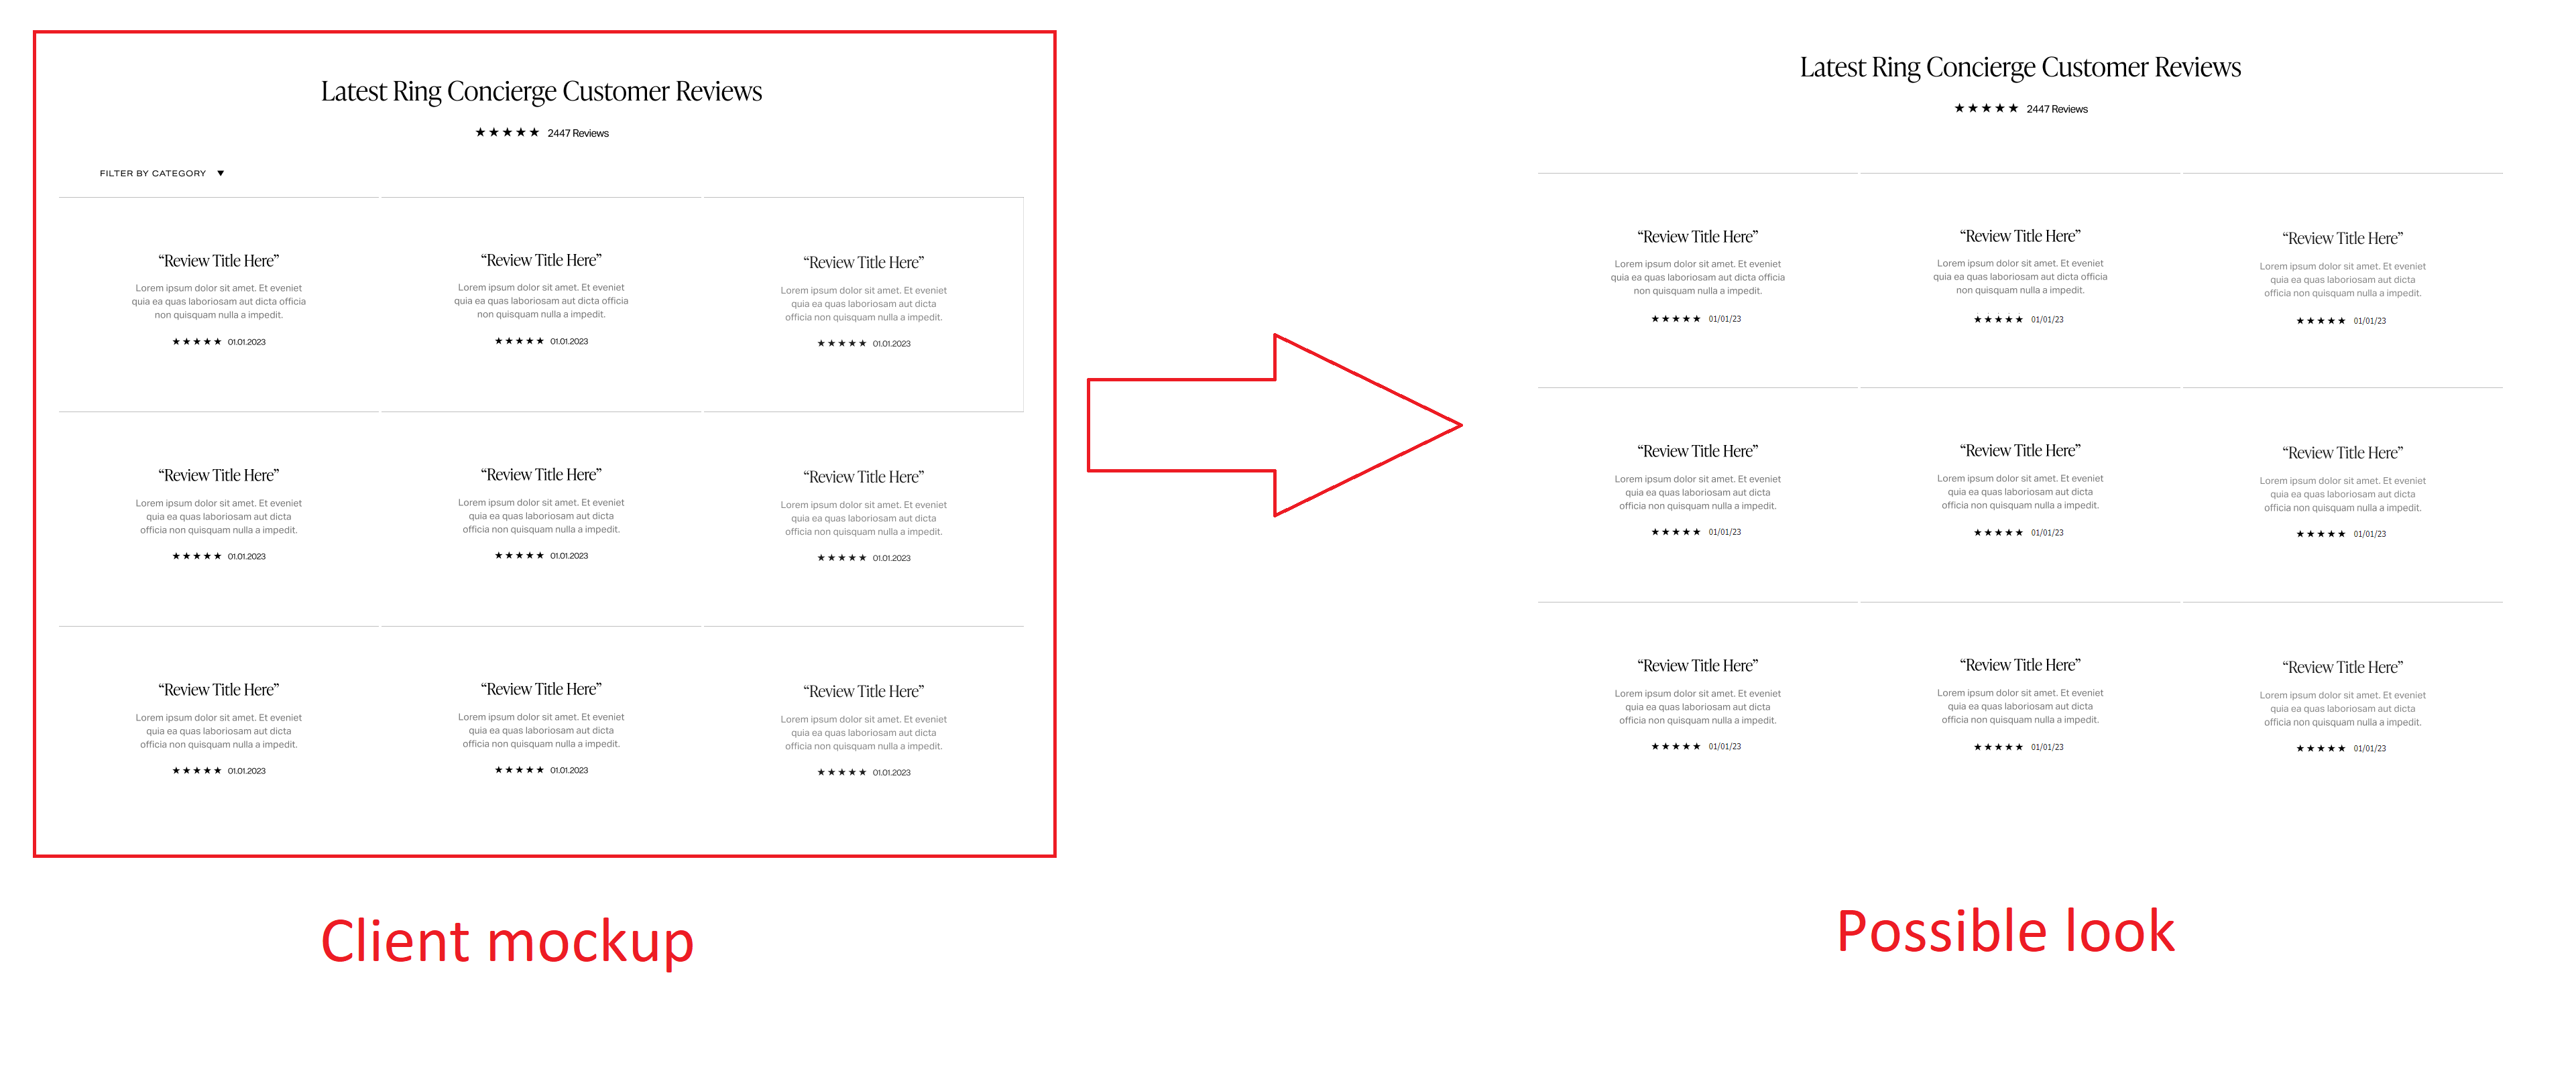 Latest Ring Concierge Customer Reviews
★★★★★ 2447 Reviews
FILTER BY CATEGORY ▼
“Review Title Here”
Lorem ipsum dolor sit amet. Et eveniet
quia ea quas laboriosam aut dicta officia
non quisquam nulla a impedit.
★★★★★ 01.01.2023
“Review Title Here”
Lorem ipsum dolor sit amet. Et eveniet
quia ea quas laboriosam aut dicta officia
non quisquam nulla a impedit.
★★★★★ 01.01.2023
“Review Title Here”
Lorem ipsum dolor sit amet. Et eveniet
quia ea quas laboriosam aut dicta
officia non quisquam nulla a impedit.
★★★★★ 01.01.2023
“Review Title Here”
Lorem ipsum dolor sit amet. Et eveniet
quia ea quas laboriosam aut dicta
officia non quisquam nulla a impedit.
★★★★★ 01.01.2023
“Review Title Here”
Lorem ipsum dolor sit amet. Et eveniet
quia ea quas laboriosam aut dicta
officia non quisquam nulla a impedit.
★★★★★ 01.01.2023
“Review Title Here”
Lorem ipsum dolor sit amet. Et eveniet
quia ea quas laboriosam aut dicta
officia non quisquam nulla a impedit.
★★★★★ 01.01.2023
“Review Title Here”
Lorem ipsum dolor sit amet. Et eveniet
quia ea quas laboriosam aut dicta
officia non quisquam nulla a impedit.
★★★★★ 01.01.2023
“Review Title Here”
Lorem ipsum dolor sit amet. Et eveniet
quia ea quas laboriosam aut dicta
officia non quisquam nulla a impedit.
★★★★★ 01.01.2023
“Review Title Here”
Lorem ipsum dolor sit amet. Et eveniet
quia ea quas laboriosam aut dicta
officia non quisquam nulla a impedit.
★★★★★ 01.01.2023
Client mockup
Latest Ring Concierge Customer Reviews
★★★★★ 2447 Reviews
“Review Title Here”
Lorem ipsum dolor sit amet. Et eveniet
quia ea quas laboriosam aut dicta officia
non quisquam nulla a impedit.
★★★★★ 01/01/23
“Review Title Here”
Lorem ipsum dolor sit amet. Et eveniet
quia ea quas laboriosam aut dicta officia
non quisquam nulla a impedit.
★★★★★ 01/01/23
“Review Title Here”
Lorem ipsum dolor sit amet. Et eveniet
quia ea quas laboriosam aut dicta
officia non quisquam nulla a impedit.
★★★★★ 01/01/23
“Review Title Here”
Lorem ipsum dolor sit amet. Et eveniet
quia ea quas laboriosam aut dicta
officia non quisquam nulla a impedit.
★★★★★ 01/01/23
“Review Title Here”
Lorem ipsum dolor sit amet. Et eveniet
quia ea quas laboriosam aut dicta
officia non quisquam nulla a impedit.
★★★★★ 01/01/23
“Review Title Here”
Lorem ipsum dolor sit amet. Et eveniet
quia ea quas laboriosam aut dicta
officia non quisquam nulla a impedit.
★★★★★ 01/01/23
“Review Title Here”
Lorem ipsum dolor sit amet. Et eveniet
quia ea quas laboriosam aut dicta
officia non quisquam nulla a impedit.
★★★★★ 01/01/23
“Review Title Here”
Lorem ipsum dolor sit amet. Et eveniet
quia ea quas laboriosam aut dicta
officia non quisquam nulla a impedit.
★★★★★ 01/01/23
“Review Title Here”
Lorem ipsum dolor sit amet. Et eveniet
quia ea quas laboriosam aut dicta
officia non quisquam nulla a impedit.
★★★★★ 01/01/23
Possible look